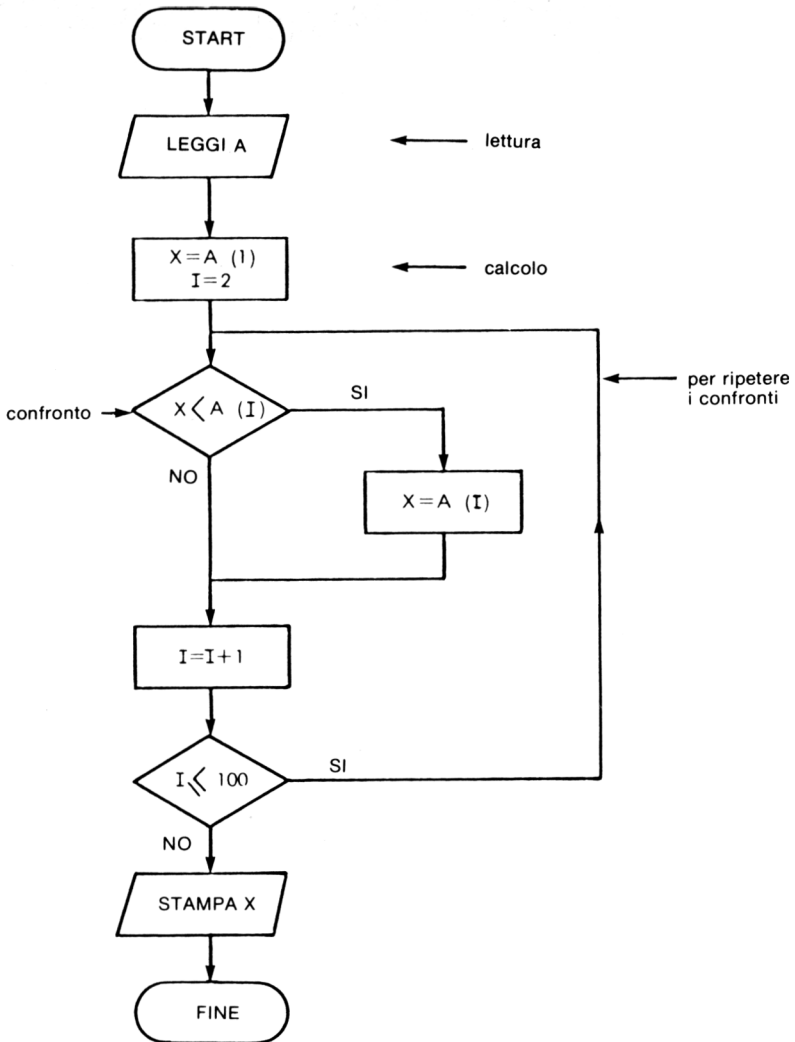 START
LEGGI A
lettura
X=A (1)
I=2
calcolo
per ripetere
i confronti
confronto
X<A (I)
SI
NO
X=A (I)
I=I+1
I≤ 100
SI
NO
STAMPA X
FINE